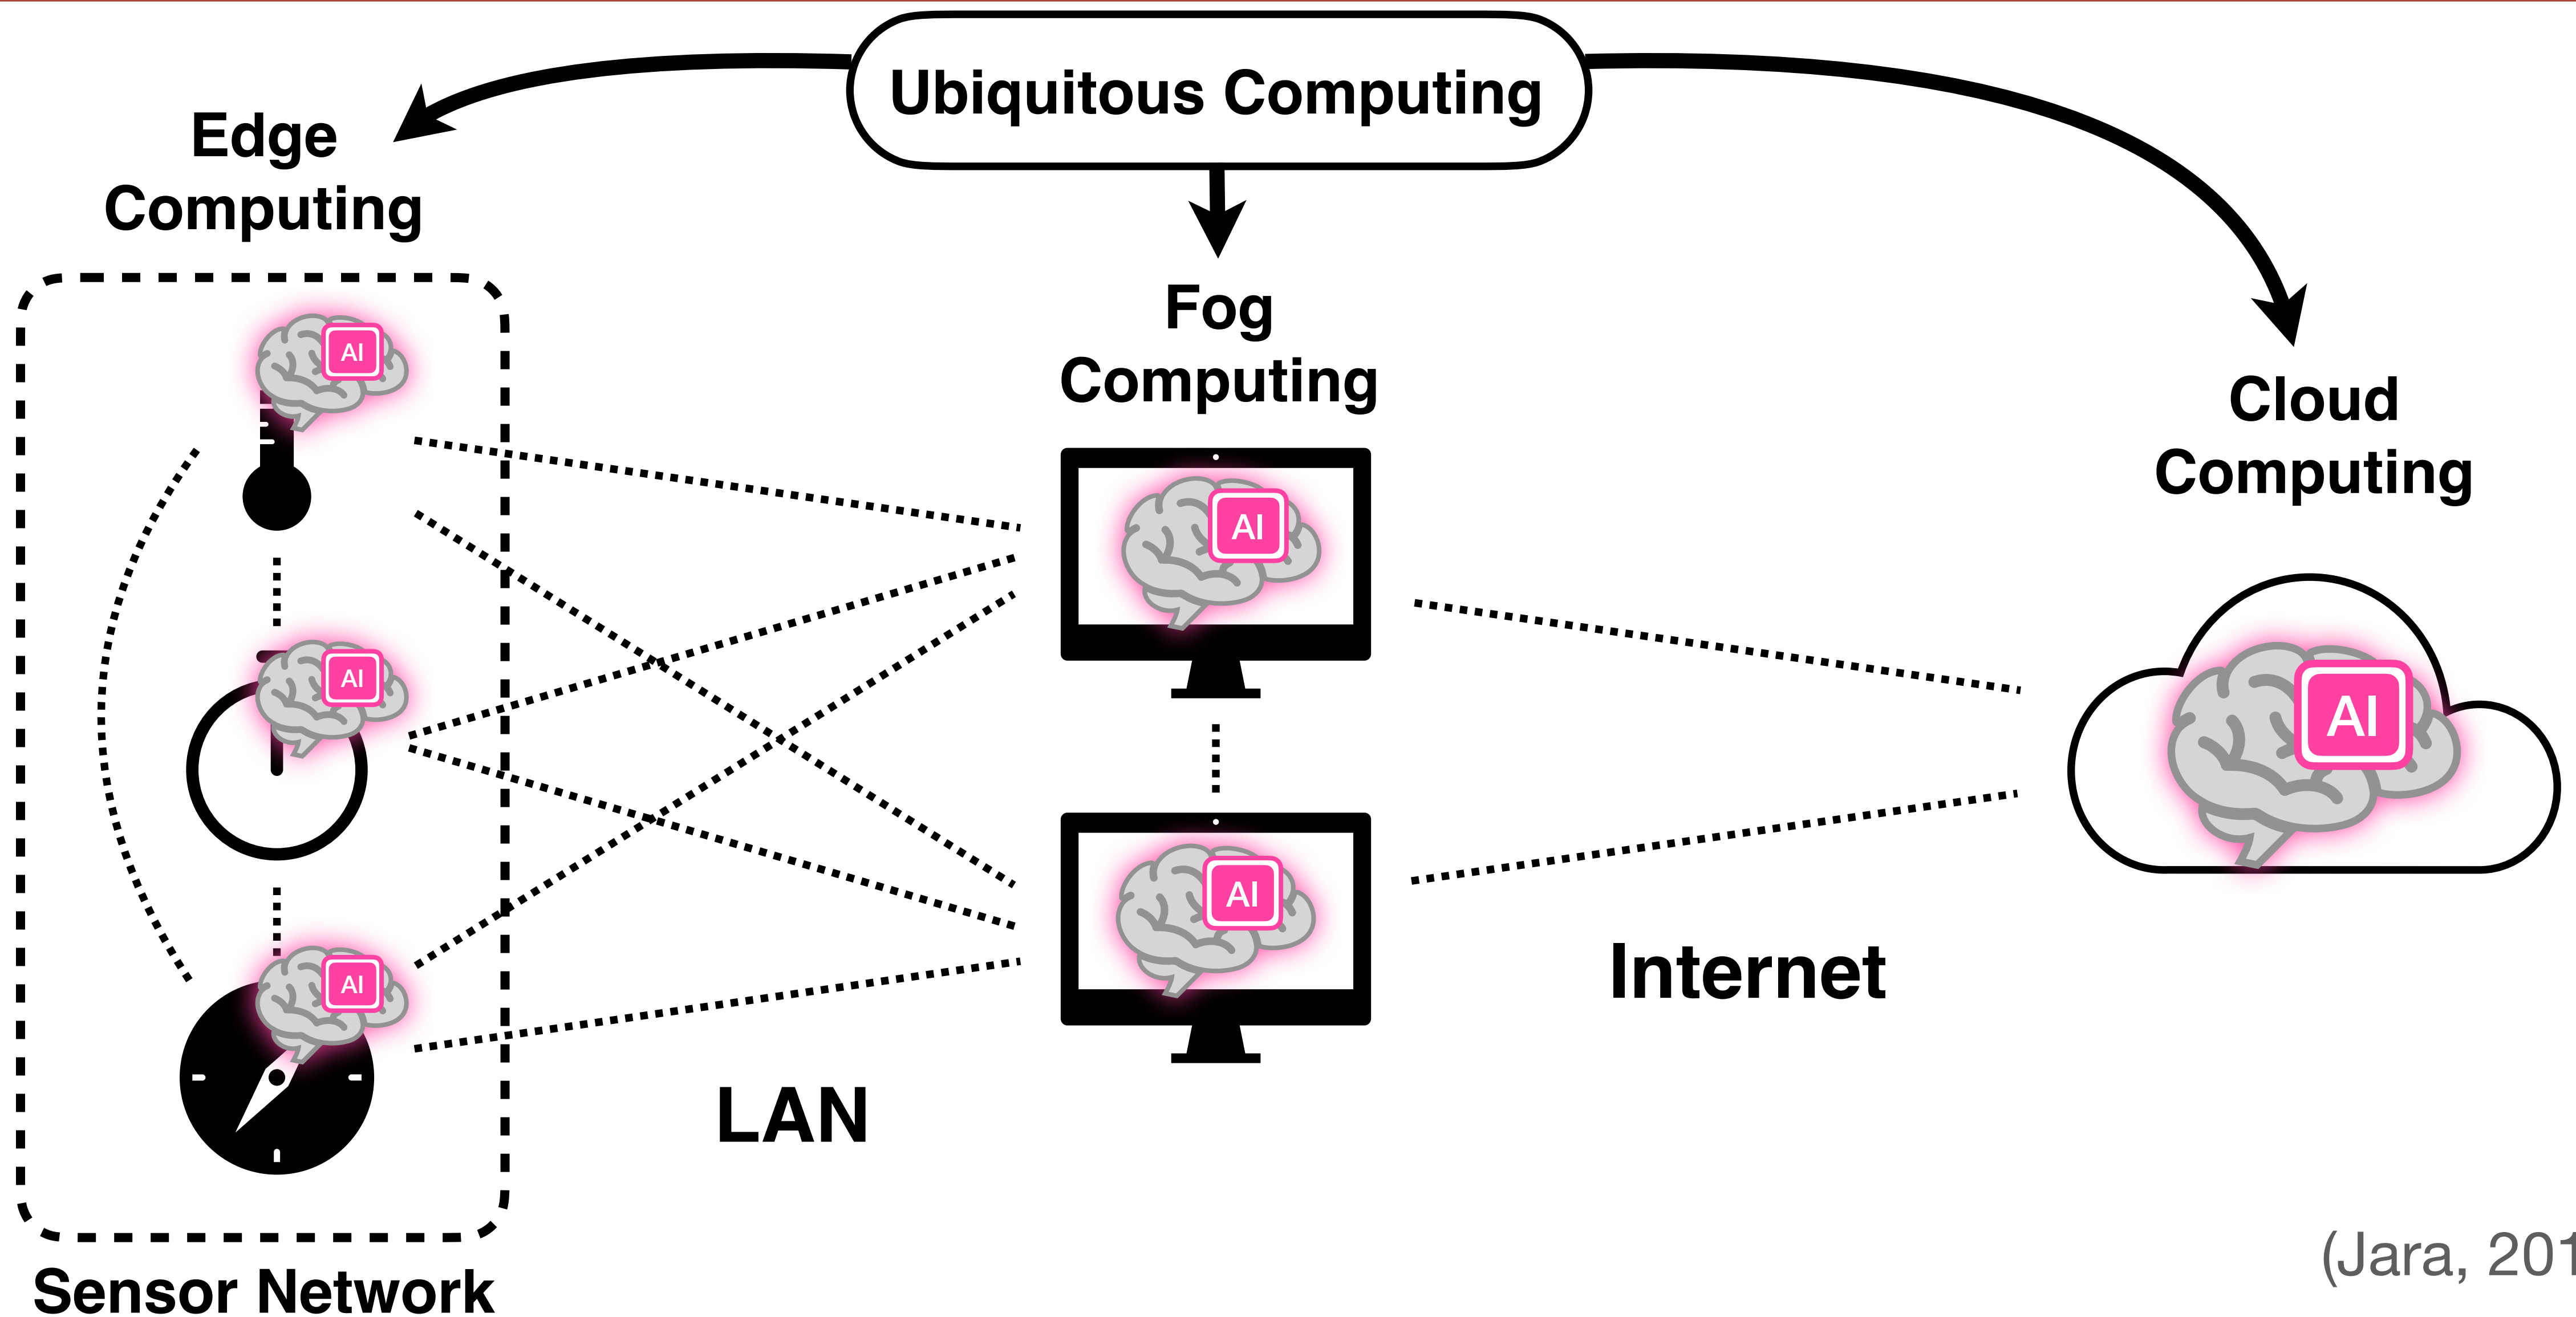 Ubiquitous Computing
Edge
Computing
Fog
Computing
Cloud
Computing
AI
AI
AI
AI
AI
AI
Internet
LAN
Sensor Network
(Jara,